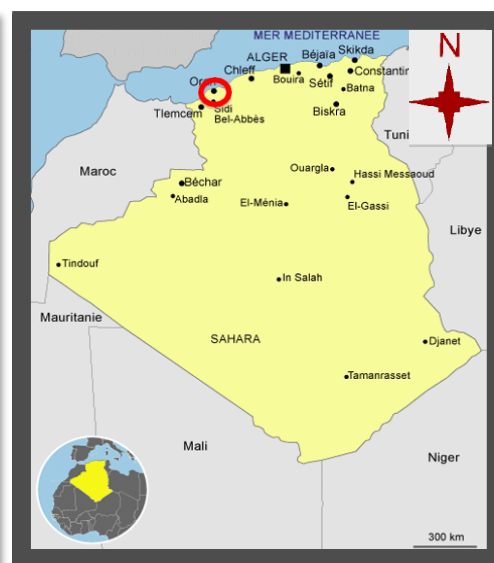 MER MEDITERRANEE
N
ALGER
Béjaïa
Skikda
Chleff
Bouira
Sétif
Constantin
Oran
Batna
Sidi
Bel-Abbès
Biskra
Tlemcem
Tuni
Maroc
Ouargla
Hassi Messaoud
Béchar
Abadla
El-Ménia
El-Gassi
Libye
Tindouf
In Salah
Mauritanie
SAHARA
Djanet
Tamanrasset
Mali
Niger
300 km